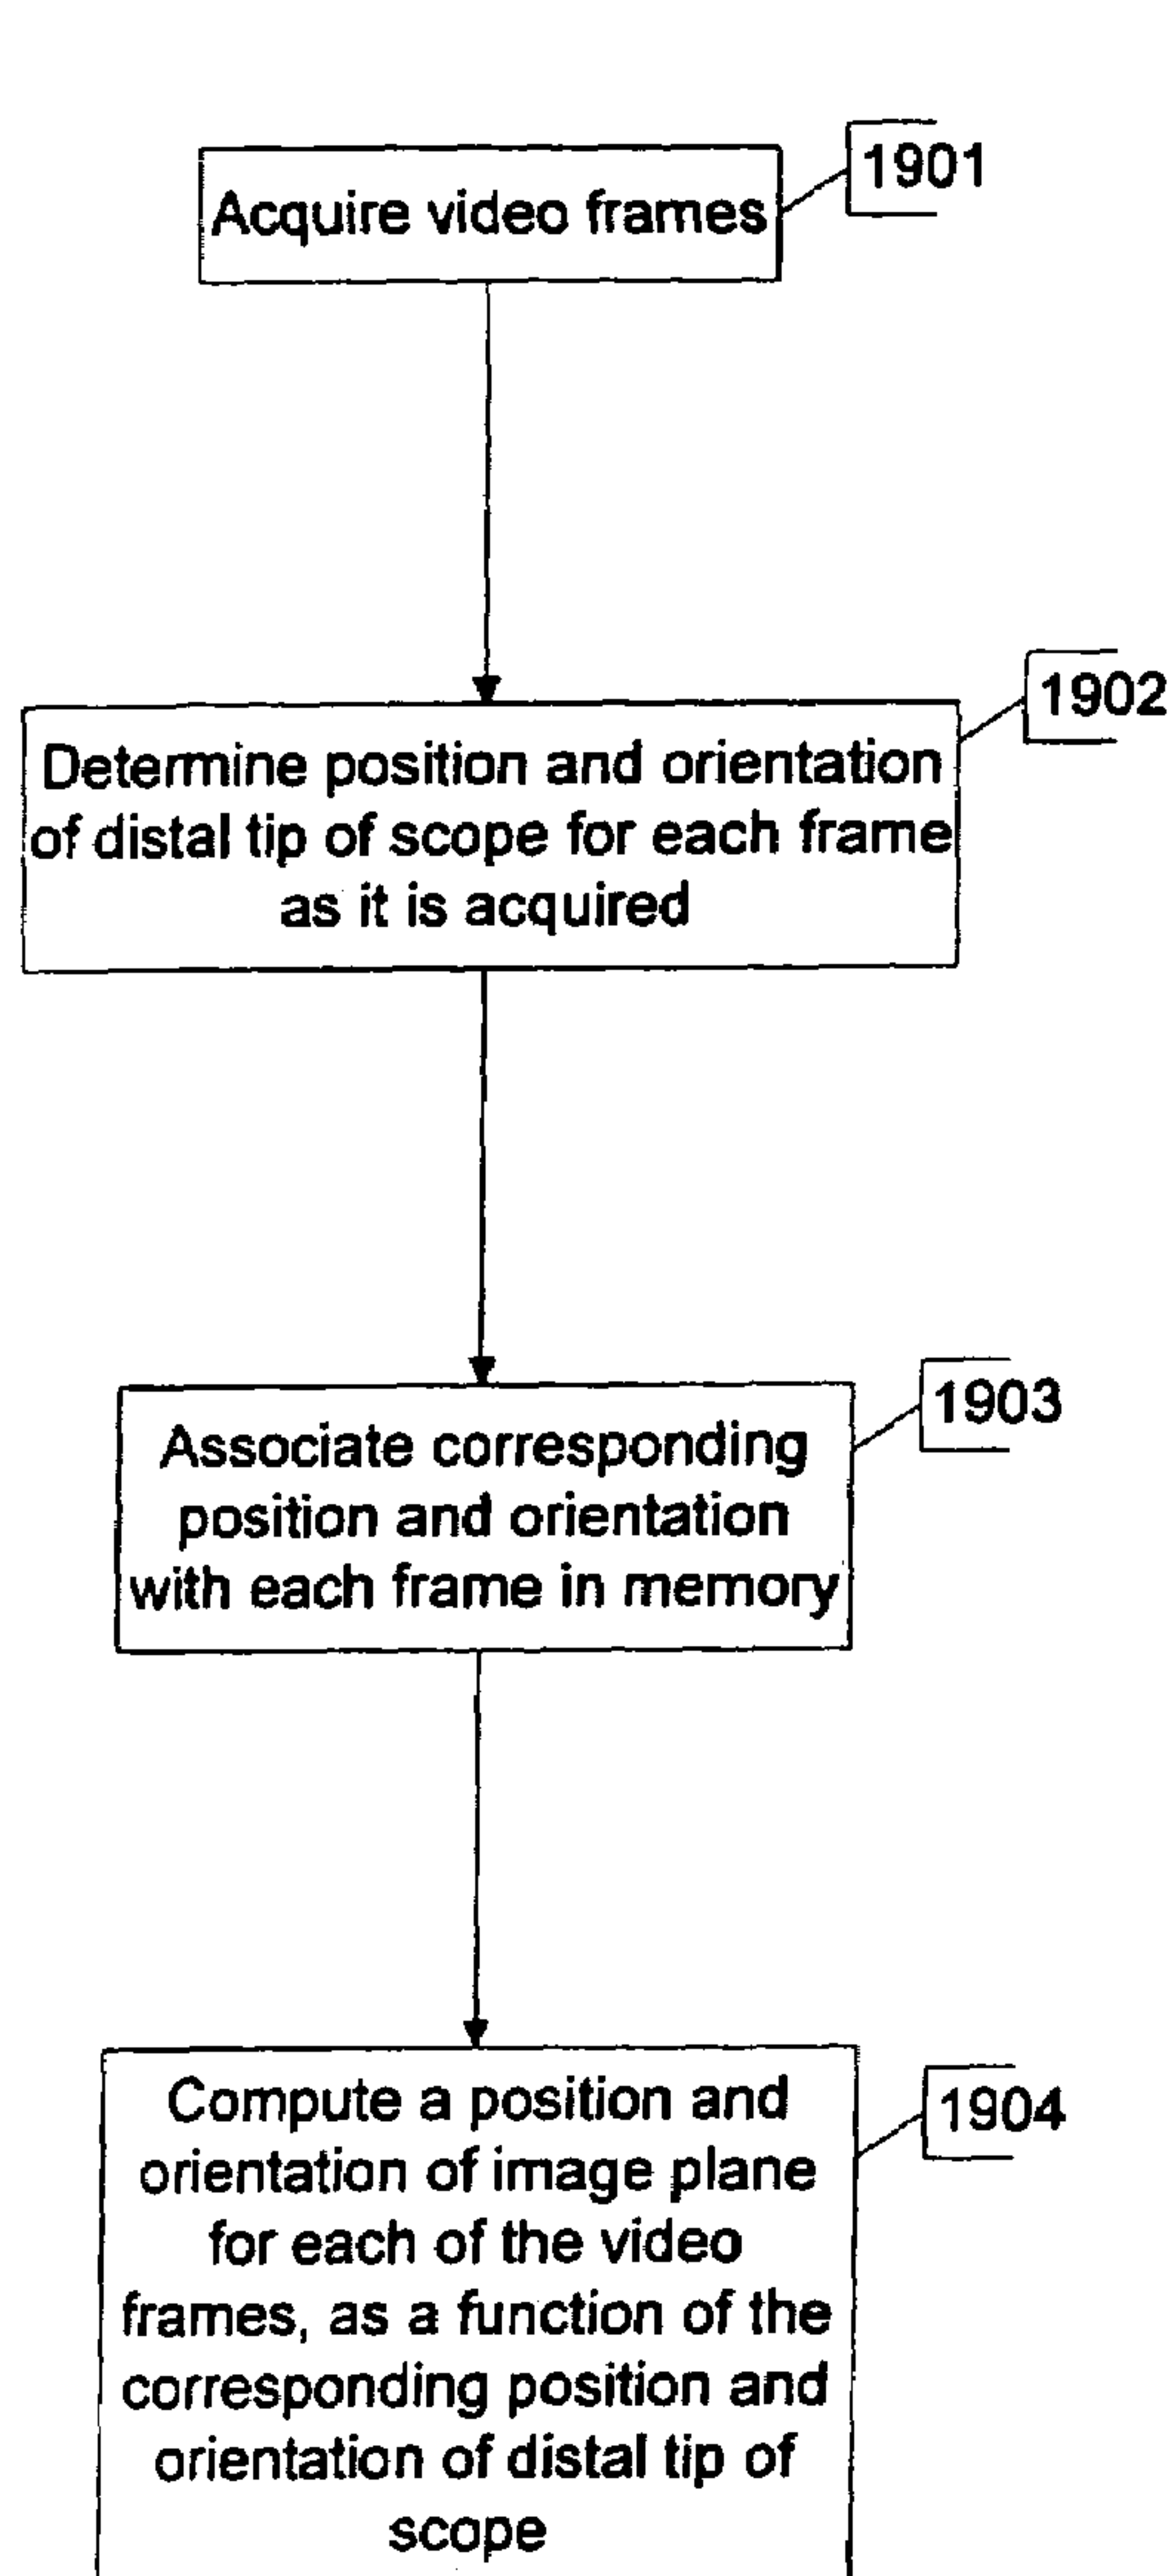 1901
Acquire video frames
1902
Determine position and orientation
of distal tip of scope for each frame
as it is acquired
1903
Associate corresponding
position and orientation
with each frame in memory
1904
Compute a position and
orientation of image plane
for each of the video
frames, as a function of the
corresponding position and
orientation of distal tip of
scope